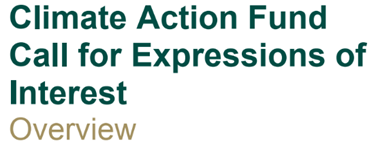 Climate Action Fund
Call for Expressions of
Interest
Overview